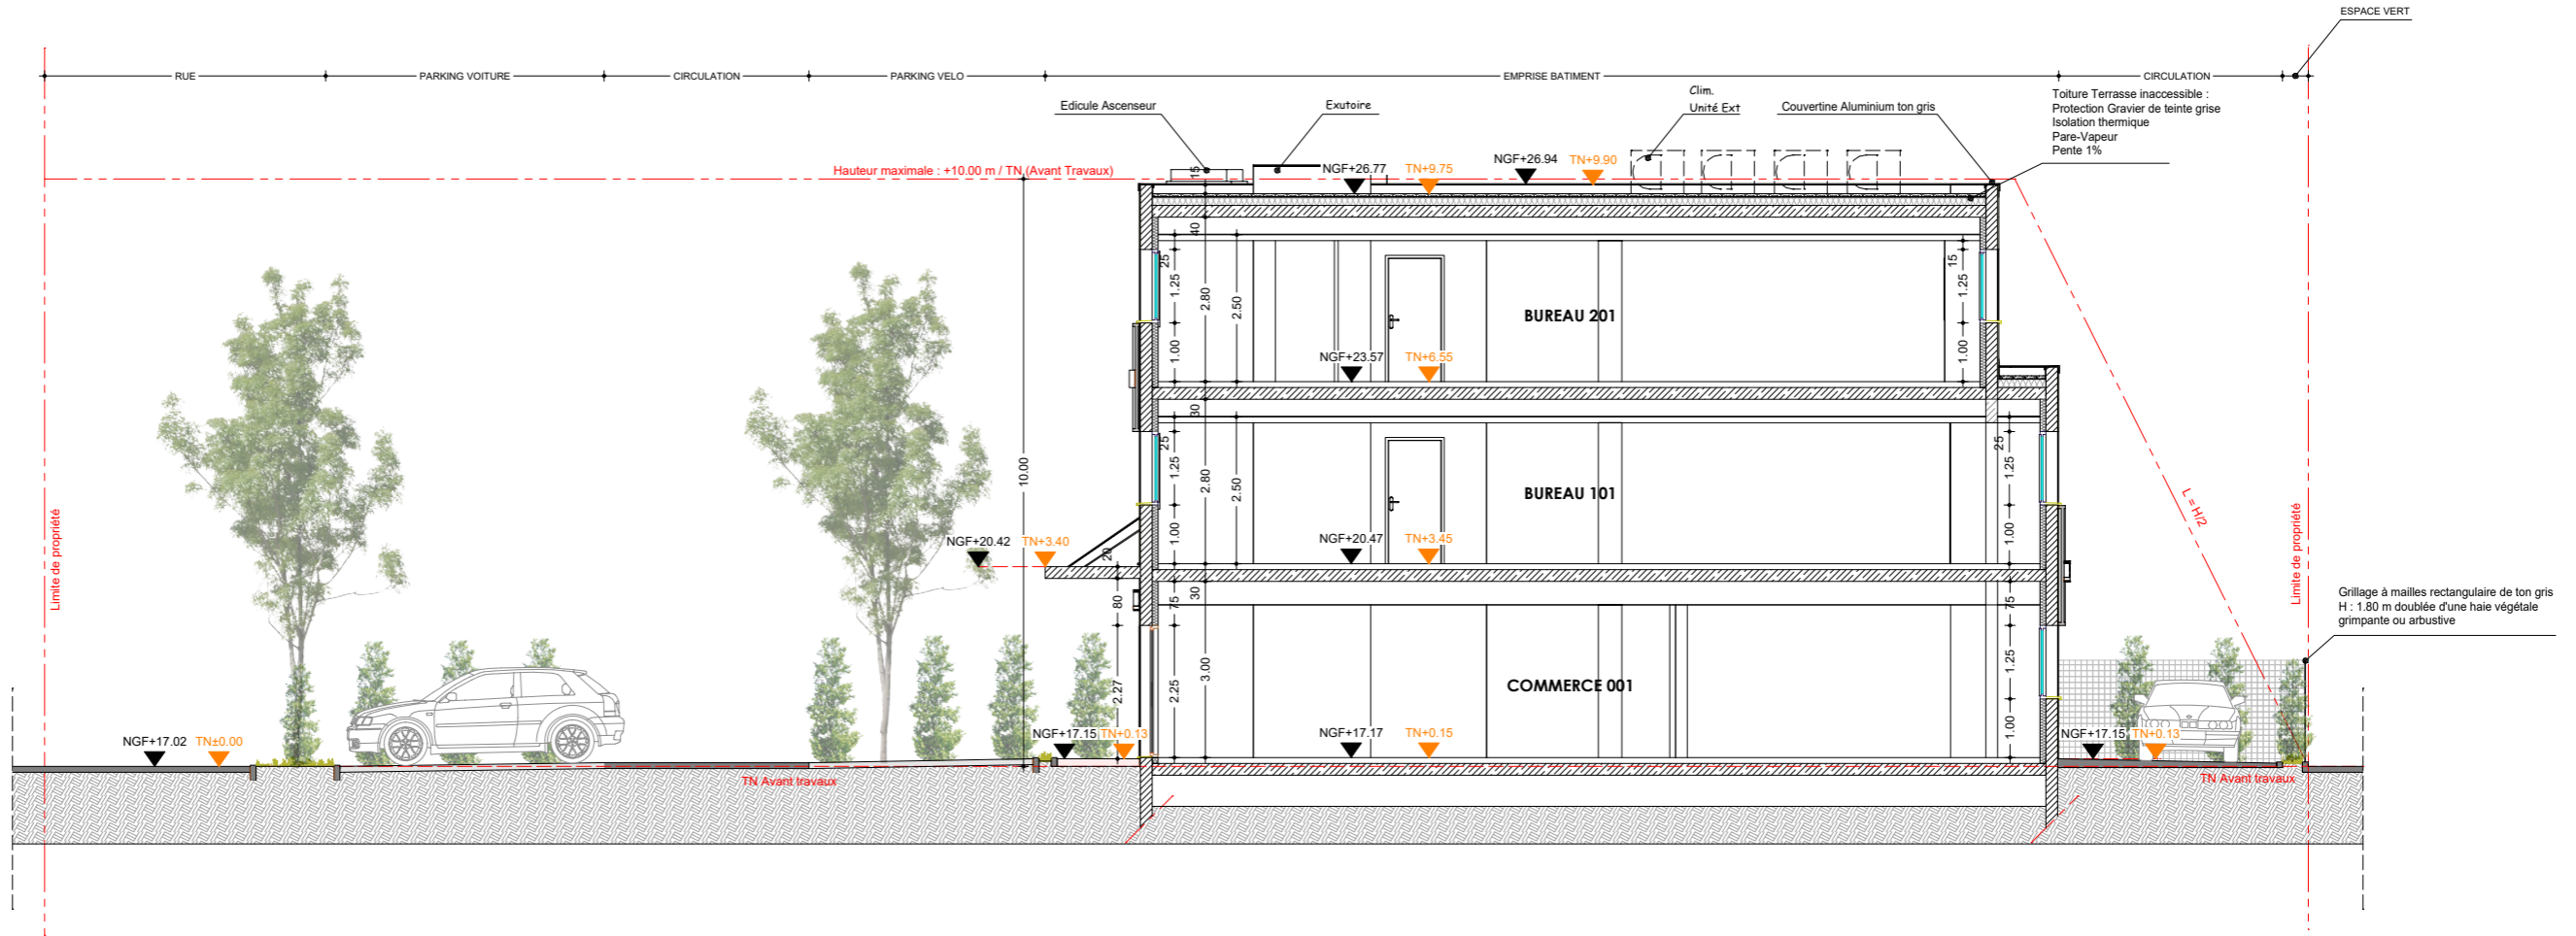 ESPACE VERT
RUE
PARKING VOITURE
CIRCULATION
PARKING VELO
EMPRISE BATIMENT
CIRCULATION
Edicule Ascenseur
Exutoire
Clim.
Unité Ext
Couvertine Aluminium ton gris
Toiture Terrasse inaccessible :
Protection Gravier de teinte grise
Isolation thermique
Pare-Vapeur
Pente 1%
Hauteur maximale : +10.00 m / TN (Avant Travaux)
15
NGF+26.77
TN+9.75
NGF+26.94
TN+9.90
40
25
1.25
2.80
2.50
1.00
BUREAU 201
15
1.25
1.00
NGF+23.57
TN+6.55
30
25
1.25
2.80
2.50
1.00
BUREAU 101
25
1.25
1.00
10.00
L = H/2
Limite de propriété
Limite de propriété
NGF+20.42
TN+3.40
20
NGF+20.47
TN+3.45
30
80
75
2.27
2.25
3.00
COMMERCE 001
75
1.25
1.00
Grillage à mailles rectangulaire de ton gris
H : 1.80 m doublée d'une haie végétale
grimpante ou arbustive
NGF+17.02
TN±0.00
NGF+17.15
TN+0.13
NGF+17.17
TN+0.15
NGF+17.15
TN+0.13
TN Avant travaux
TN Avant travaux